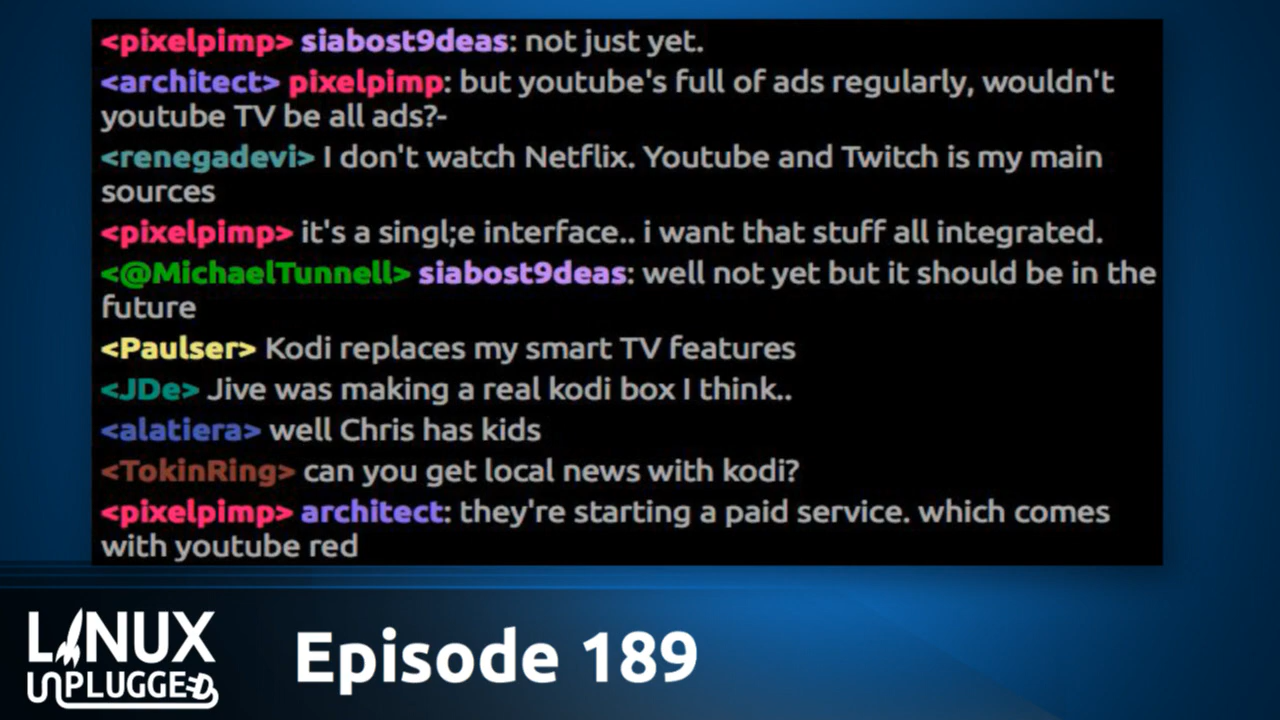 <pixelpimp> siabost9deas: not just yet.
<architect> pixelpimp: but youtube's full of ads regularly, wouldn't
youtube TV be all ads?-
<renegadevi> I don't watch Netflix. Youtube and Twitch is my main
sources
<pixelpimp> it's a singl;e interface.. i want that stuff all integrated.
<@MichaelTunnell> siabost9deas: well not yet but it should be in the
future
<Paulser> Kodi replaces my smart TV features
<JDe> Jive was making a real kodi box I think..
<alatiera> well Chris has kids
<TokinRing> can you get local news with kodi?
<pixelpimp> architect: they're starting a paid service. which comes
with youtube red
LINUX
UNPLUGGED
Episode 189